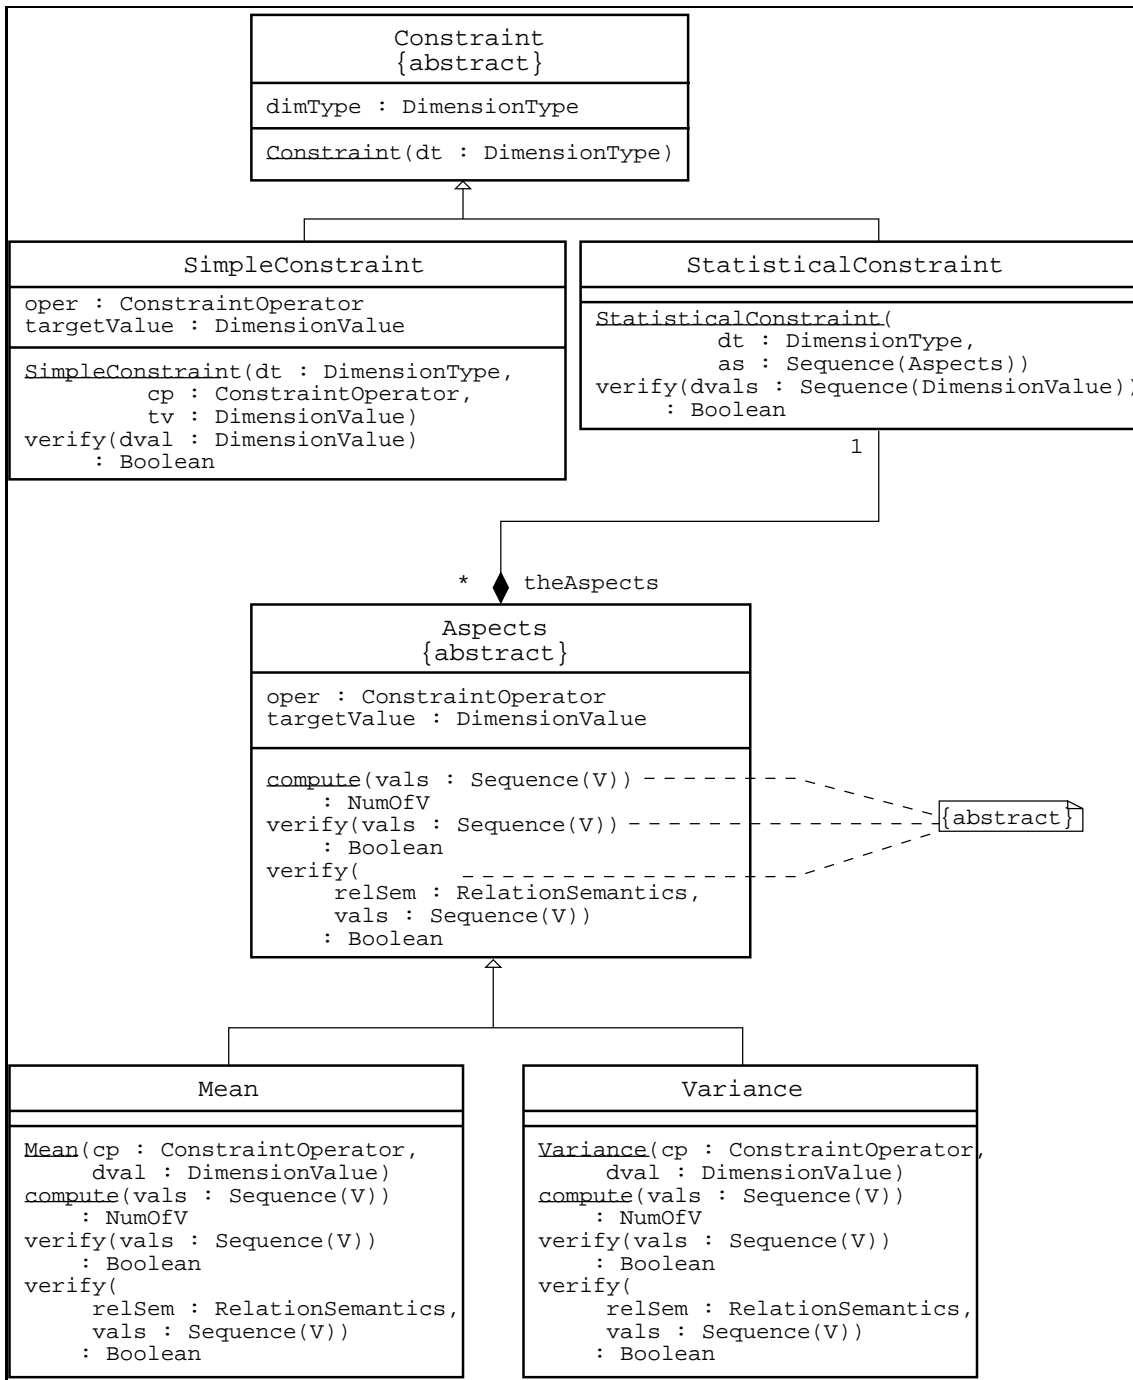 Constraint
{abstract}
dimType : DimensionType
Constraint(dt : DimensionType)
SimpleConstraint
oper : ConstraintOperator
targetValue : DimensionValue
SimpleConstraint(dt : DimensionType,
cp : ConstraintOperator,
tv : DimensionValue)
verify(dval : DimensionValue)
: Boolean
StatisticalConstraint
StatisticalConstraint(
dt : DimensionType,
as : Sequence(Aspects))
verify(dvals : Sequence(DimensionValue))
: Boolean
1
* theAspects
Aspects
{abstract}
oper : ConstraintOperator
targetValue : DimensionValue
compute(vals : Sequence(V))
: NumOfV
verify(vals : Sequence(V))
: Boolean
verify(
relSem : RelationSemantics,
vals : Sequence(V))
: Boolean
{abstract}
Mean
Mean(cp : ConstraintOperator,
dval : DimensionValue)
compute(vals : Sequence(V))
: NumOfV
verify(vals : Sequence(V))
: Boolean
verify(
relSem : RelationSemantics,
vals : Sequence(V))
: Boolean
Variance
Variance(cp : ConstraintOperator,
dval : DimensionValue)
compute(vals : Sequence(V))
: NumOfV
verify(vals : Sequence(V))
: Boolean
verify(
relSem : RelationSemantics,
vals : Sequence(V))
: Boolean